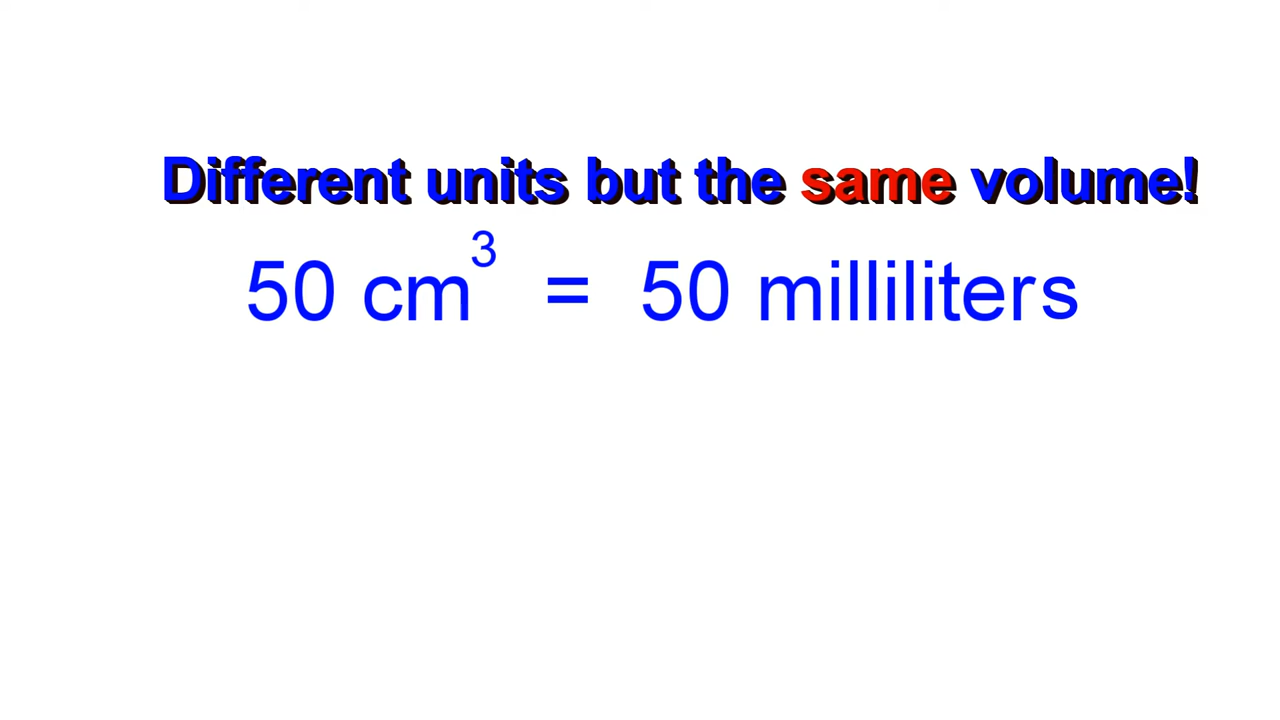 Different units but the same volume!
50 cm³ = 50 milliliters